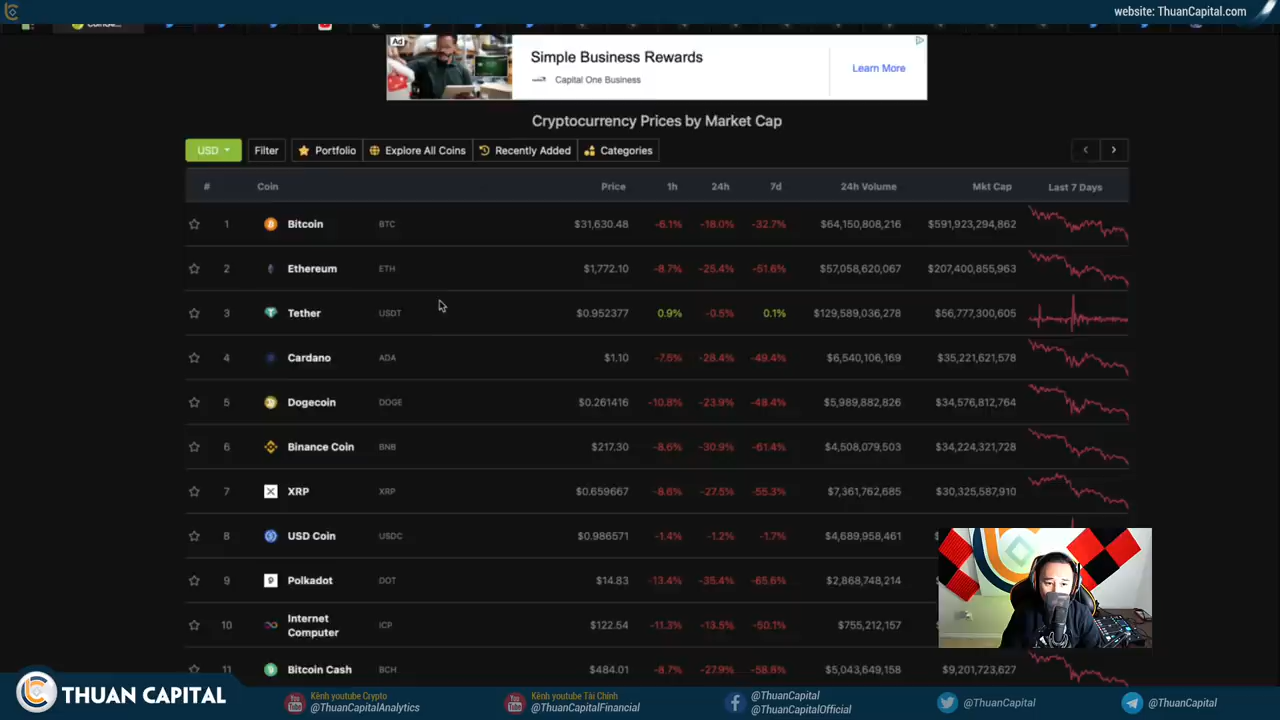 website: ThuanCapital.com
Ad
Simple Business Rewards
Capital One Business
Learn More
Cryptocurrency Prices by Market Cap
USD Filter Portfolio Explore All Coins Recently Added Categories
# Coin Price 1h 24h 7d 24h Volume Mkt Cap Last 7 Days
1 Bitcoin BTC $31,630.48 -6.1% -18.0% -32.7% $64,150,808,216 $591,923,294,862
2 Ethereum ETH $1,772.10 -8.7% -25.4% -51.6% $57,058,620,067 $207,400,855,963
3 Tether USDT $0.952377 0.9% -0.5% 0.1% $129,589,036,278 $56,777,300,605
4 Cardano ADA $1.10 -7.5% -28.4% -49.4% $6,540,106,169 $35,221,621,578
5 Dogecoin DOGE $0.261416 -10.8% -23.9% -48.4% $5,989,882,826 $34,576,812,764
6 Binance Coin BNB $217.30 -8.6% -30.9% -61.4% $4,508,079,503 $34,224,321,728
7 XRP XRP $0.659667 -8.6% -27.5% -55.3% $7,361,762,685 $30,325,587,910
8 USD Coin USDC $0.986571 -1.4% -1.2% -1.7% $4,689,958,461
9 Polkadot DOT $14.83 -13.4% -35.4% -65.6% $2,868,748,214
10 Internet Computer ICP $122.54 -11.3% -13.5% -50.1% $755,212,157
11 Bitcoin Cash BCH $484.01 -8.7% -27.9% -58.8% $5,043,649,158 $9,201,723,627
THUAN CAPITAL
Kênh youtube Crypto
@ThuanCapitalAnalytics
Kênh youtube Tài Chính
@ThuanCapitalFinancial
@ThuanCapital
@ThuanCapitalOfficial
@ThuanCapital
@ThuanCapital